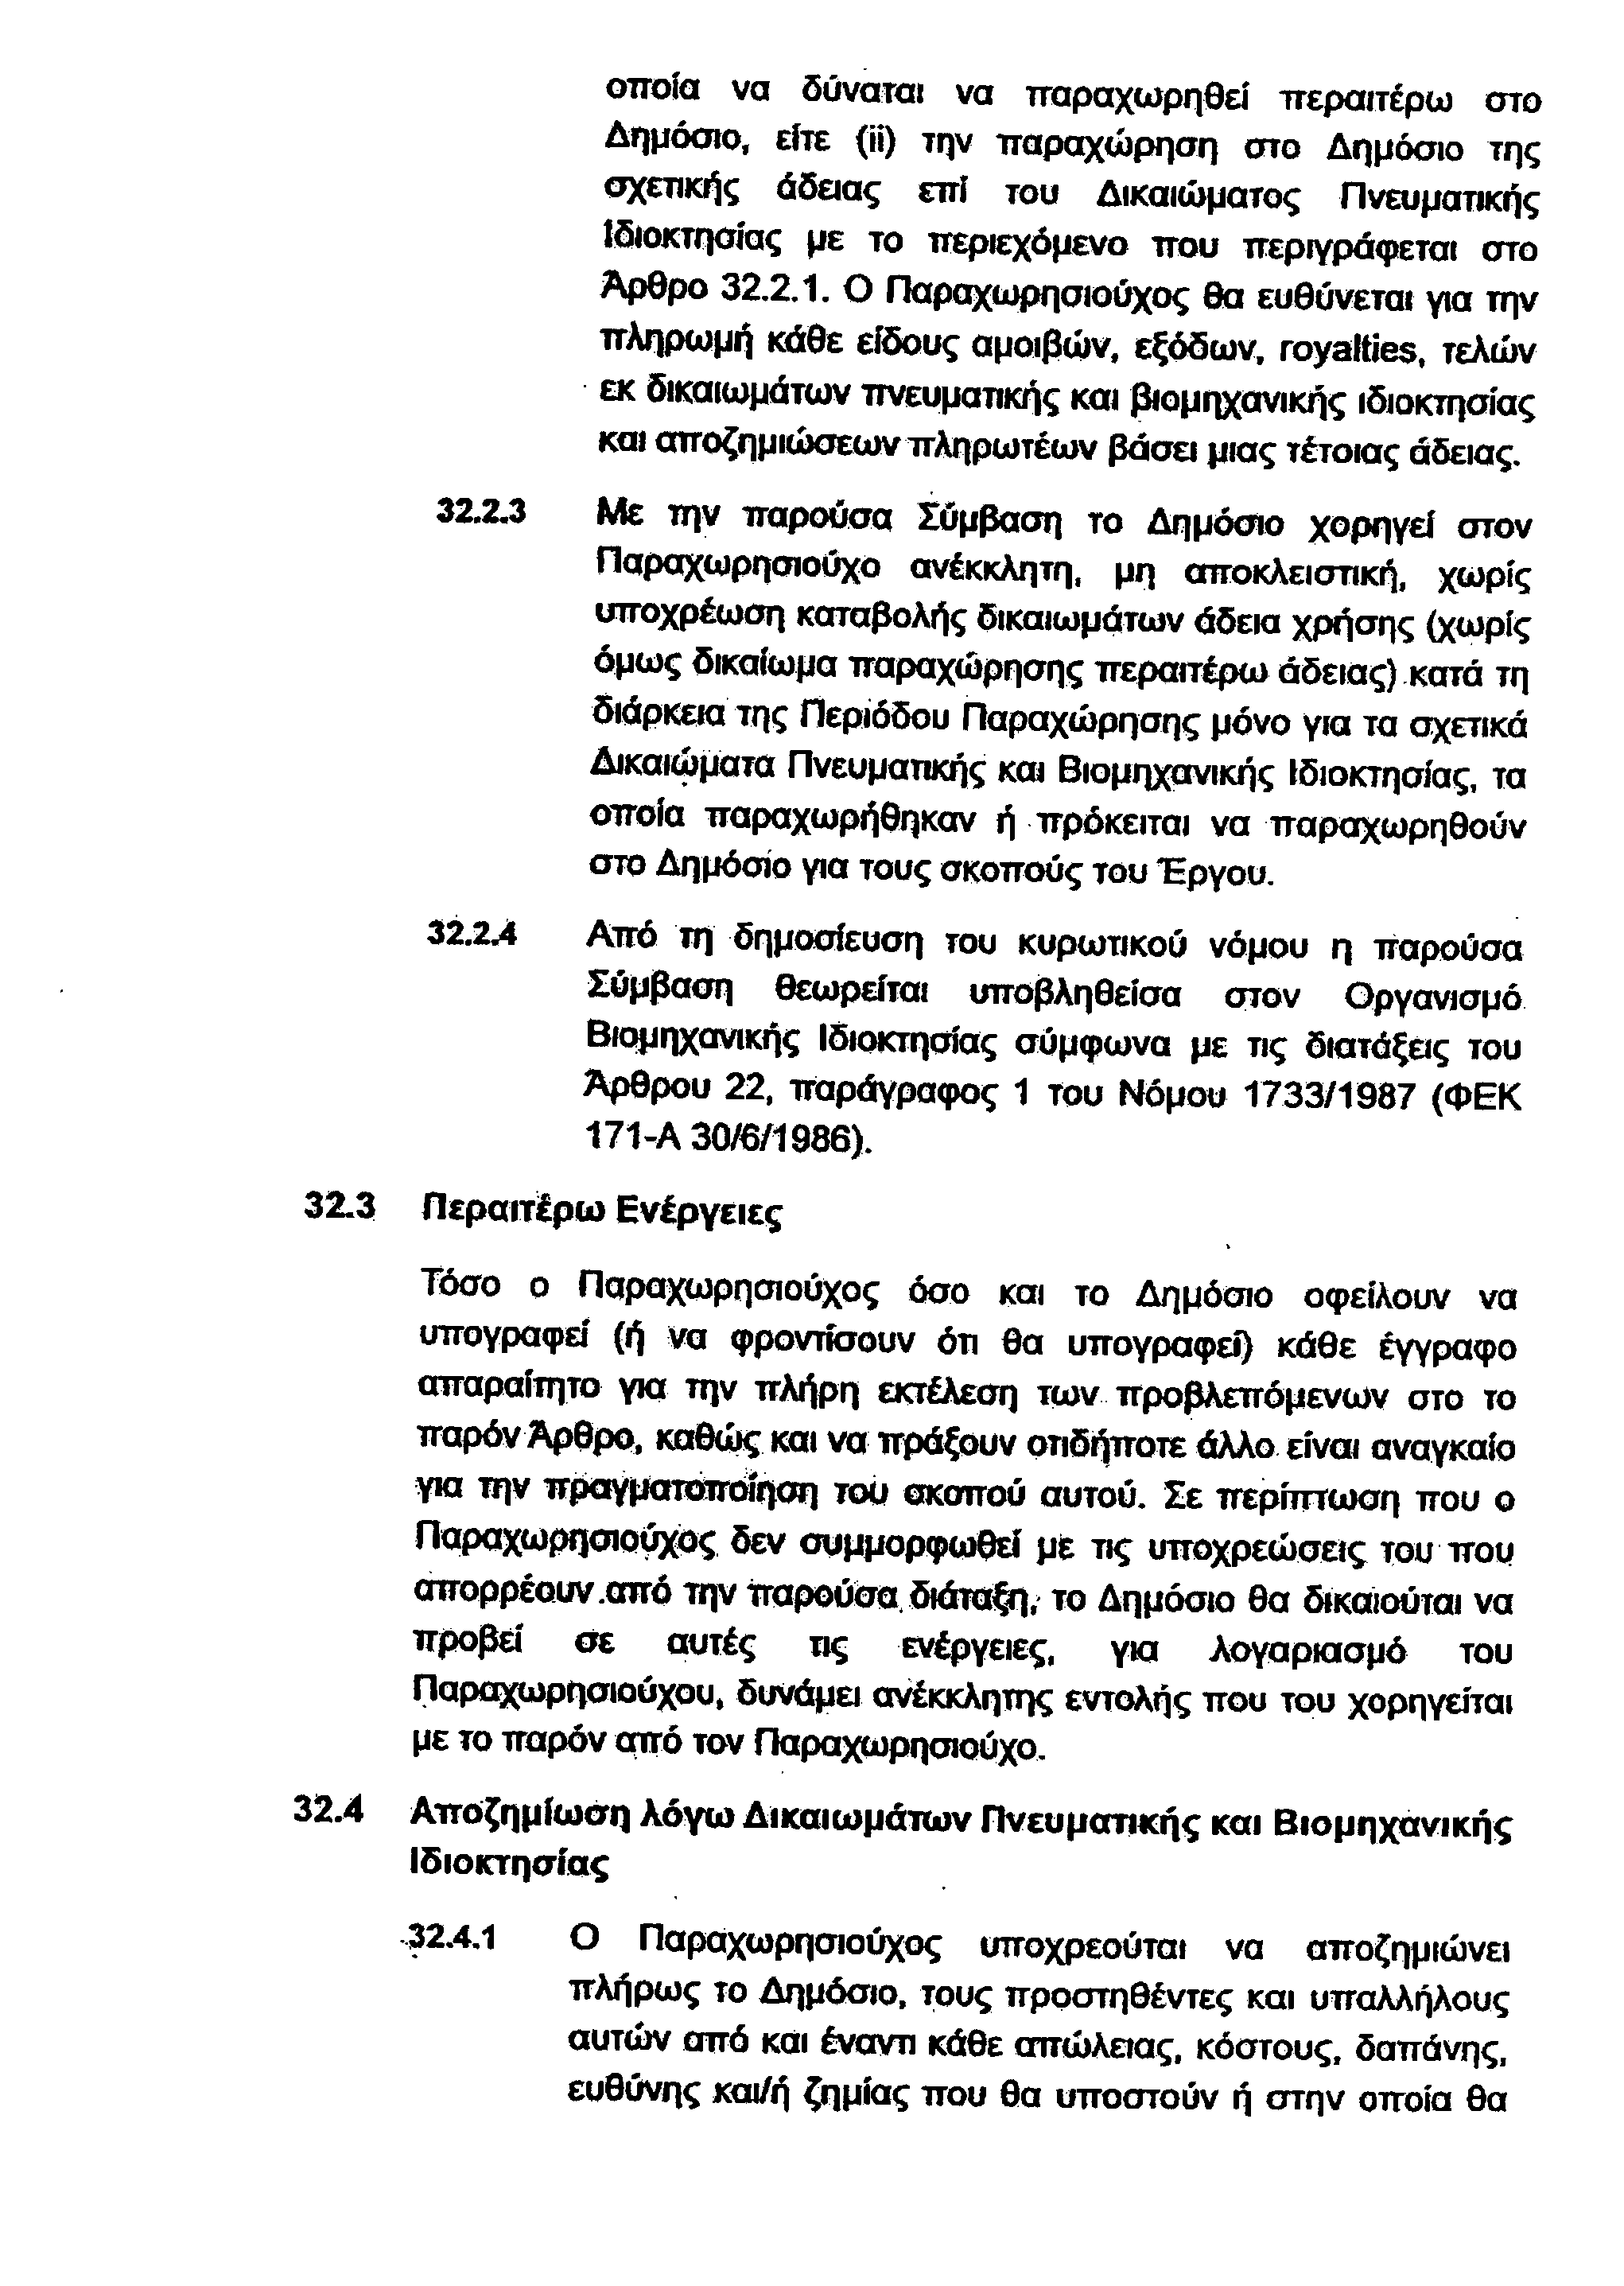 οποία να δύναται να παραχωρηθεί περαιτέρω στο
Δημόσιο, είτε (ii) την παραχώρηση στο Δημόσιο της
σχετικής άδειας επί του Δικαιώματος Πνευματικής
Ιδιοκτησίας με το περιεχόμενο που περιγράφεται στο
Άρθρο 32.2.1. Ο Παραχωρησιούχος θα ευθύνεται για την
πληρωμή κάθε είδους αμοιβών, εξόδων, royalties, τελών
εκ δικαιωμάτων πνευματικής και βιομηχανικής ιδιοκτησίας
και αποζημιώσεων πληρωτέων βάσει μιας τέτοιας άδειας.
32.2.3 Με την παρούσα Σύμβαση το Δημόσιο χορηγεί στον
Παραχωρησιούχο ανέκκλητη, μη αποκλειστική, χωρίς
υποχρέωση καταβολής δικαιωμάτων άδεια χρήσης (χωρίς
όμως δικαίωμα παραχώρησης περαιτέρω άδειας) κατά τη
διάρκεια της Περιόδου Παραχώρησης μόνο για τα σχετικά
Δικαιώματα Πνευματικής και Βιομηχανικής Ιδιοκτησίας, τα
οποία παραχωρήθηκαν ή πρόκειται να παραχωρηθούν
στο Δημόσιο για τους σκοπούς του Έργου.
32.2.4 Από τη δημοσίευση του κυρωτικού νόμου η παρούσα
Σύμβαση θεωρείται υποβληθείσα στον Οργανισμό
Βιομηχανικής Ιδιοκτησίας σύμφωνα με τις διατάξεις του
Άρθρου 22, παράγραφος 1 του Νόμου 1733/1987 (ΦΕΚ
171-Α 30/6/1986).
32.3 Περαιτέρω Ενέργειες
Τόσο ο Παραχωρησιούχος όσο και το Δημόσιο οφείλουν να
υπογραφεί (ή να φροντίσουν ότι θα υπογραφεί) κάθε έγγραφο
απαραίτητο για την πλήρη εκτέλεση των προβλεπόμενων στο το
παρόν Άρθρο, καθώς και να πράξουν οτιδήποτε άλλο είναι αναγκαίο
για την πραγματοποίηση του σκοπού αυτού. Σε περίπτωση που ο
Παραχωρησιούχος δεν συμμορφωθεί με τις υποχρεώσεις του που
απορρέουν από την παρούσα διάταξη, το Δημόσιο θα δικαιούται να
προβεί σε αυτές τις ενέργειες, για λογαριασμό του
Παραχωρησιούχου, δυνάμει ανέκκλητης εντολής που του χορηγείται
με το παρόν από τον Παραχωρησιούχο.
32.4 Αποζημίωση λόγω Δικαιωμάτων Πνευματικής και Βιομηχανικής
Ιδιοκτησίας
32.4.1 Ο Παραχωρησιούχος υποχρεούται να αποζημιώνει
πλήρως το Δημόσιο, τους προστηθέντες και υπαλλήλους
αυτών από και έναντι κάθε απώλειας, κόστους, δαπάνης,
ευθύνης και/ή ζημίας που θα υποστούν ή στην οποία θα